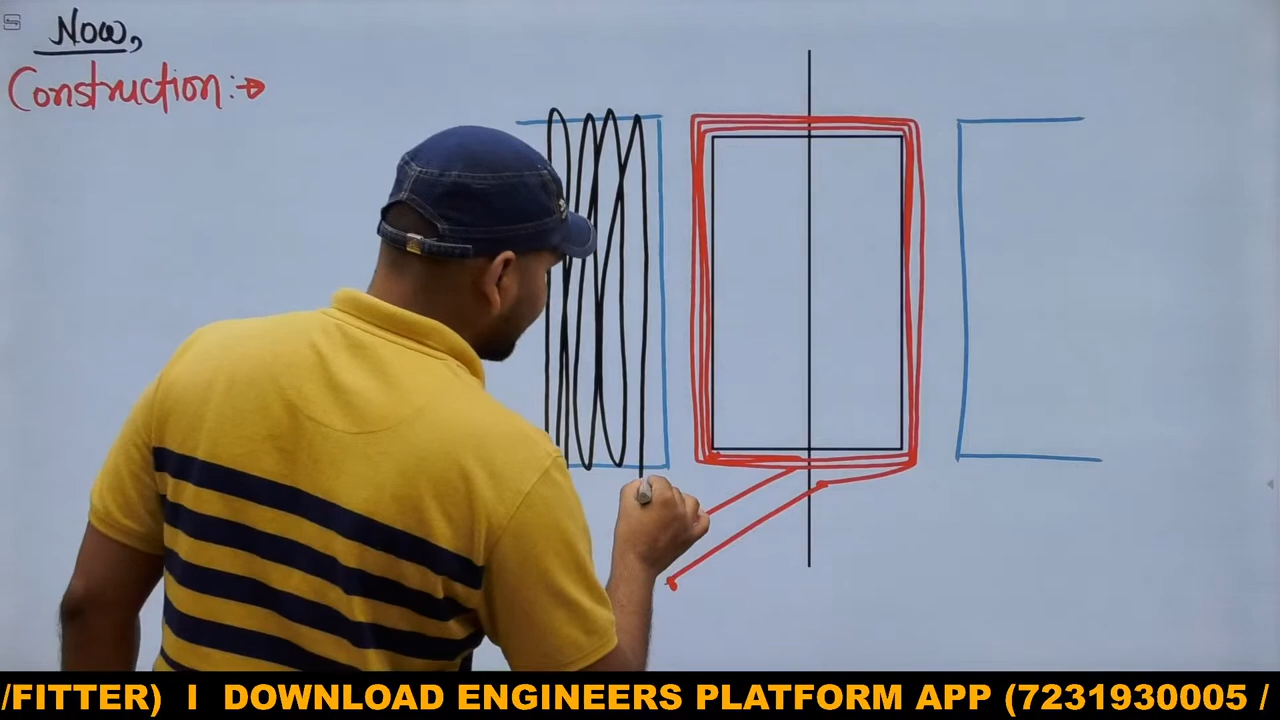 Now,
Construction:->
/FITTER) I DOWNLOAD ENGINEERS PLATFORM APP (7231930005 /